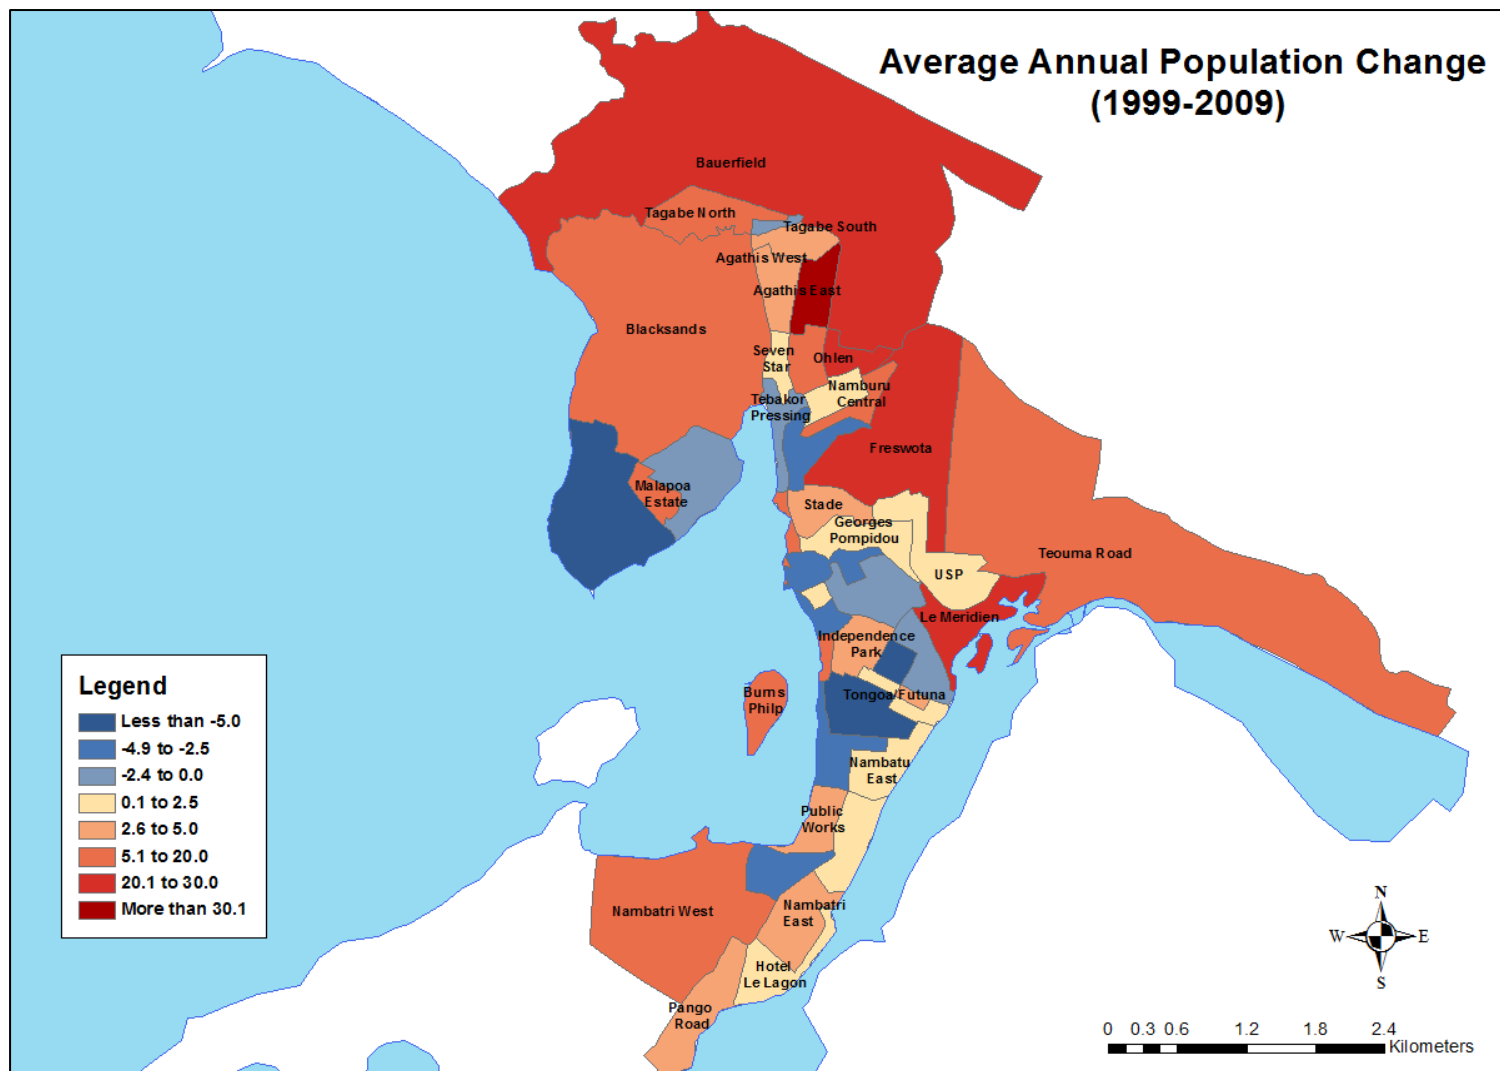 Average Annual Population Change
(1999-2009)
Bauerfield
Tagabe North
Tagabe South
Agathis West
Agathis East
Blacksands
Seven
Star
Ohlen
Namburu
Central
Tebakor
Pressing
Freswota
Malapoa
Estate
Stade
Georges
Pompidou
Teouma Road
USP
Le Meridien
Independence
Park
Tongoa/Futuna
Burns
Philp
Nambatu
East
Public
Works
Nambatri West
Nambatri
East
Hotel
Le Lagon
Pango
Road
Legend
Less than -5.0
-4.9 to -2.5
-2.4 to 0.0
0.1 to 2.5
2.6 to 5.0
5.1 to 20.0
20.1 to 30.0
More than 30.1
N
W E
S
0 0.3 0.6 1.2 1.8 2.4
Kilometers